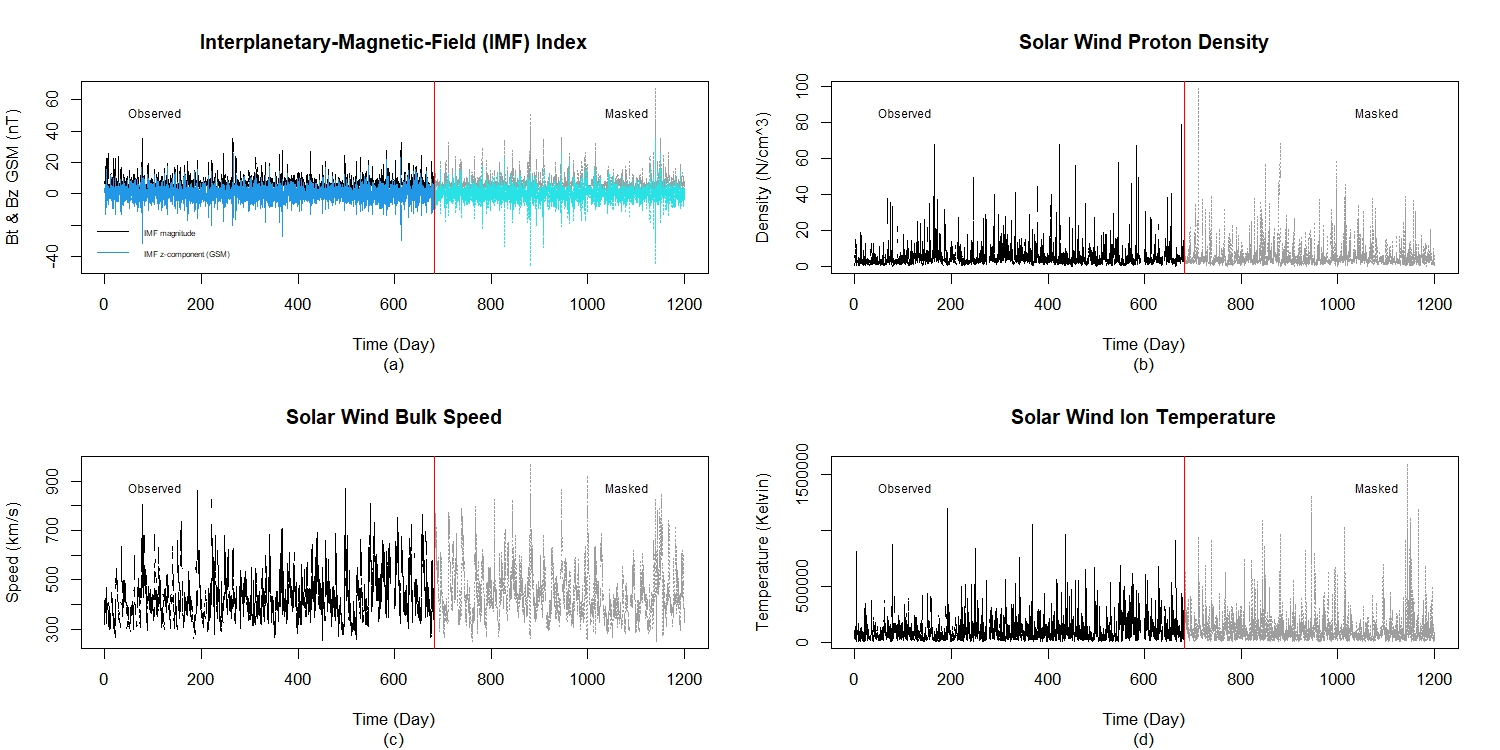 Interplanetary-Magnetic-Field (IMF) Index
Bt & Bz GSM (nT)
60
40
20
0
-40
Observed
Masked
IMF magnitude
IMF z-component (GSM)
0 200 400 600 800 1000 1200
Time (Day)
(a)
Solar Wind Proton Density
Density (N/cm^3)
100
80
60
40
20
0
Observed
Masked
0 200 400 600 800 1000 1200
Time (Day)
(b)
Solar Wind Bulk Speed
Speed (km/s)
900
700
500
300
Observed
Masked
0 200 400 600 800 1000 1200
Time (Day)
(c)
Solar Wind Ion Temperature
Temperature (Kelvin)
1500000
500000
0
Observed
Masked
0 200 400 600 800 1000 1200
Time (Day)
(d)